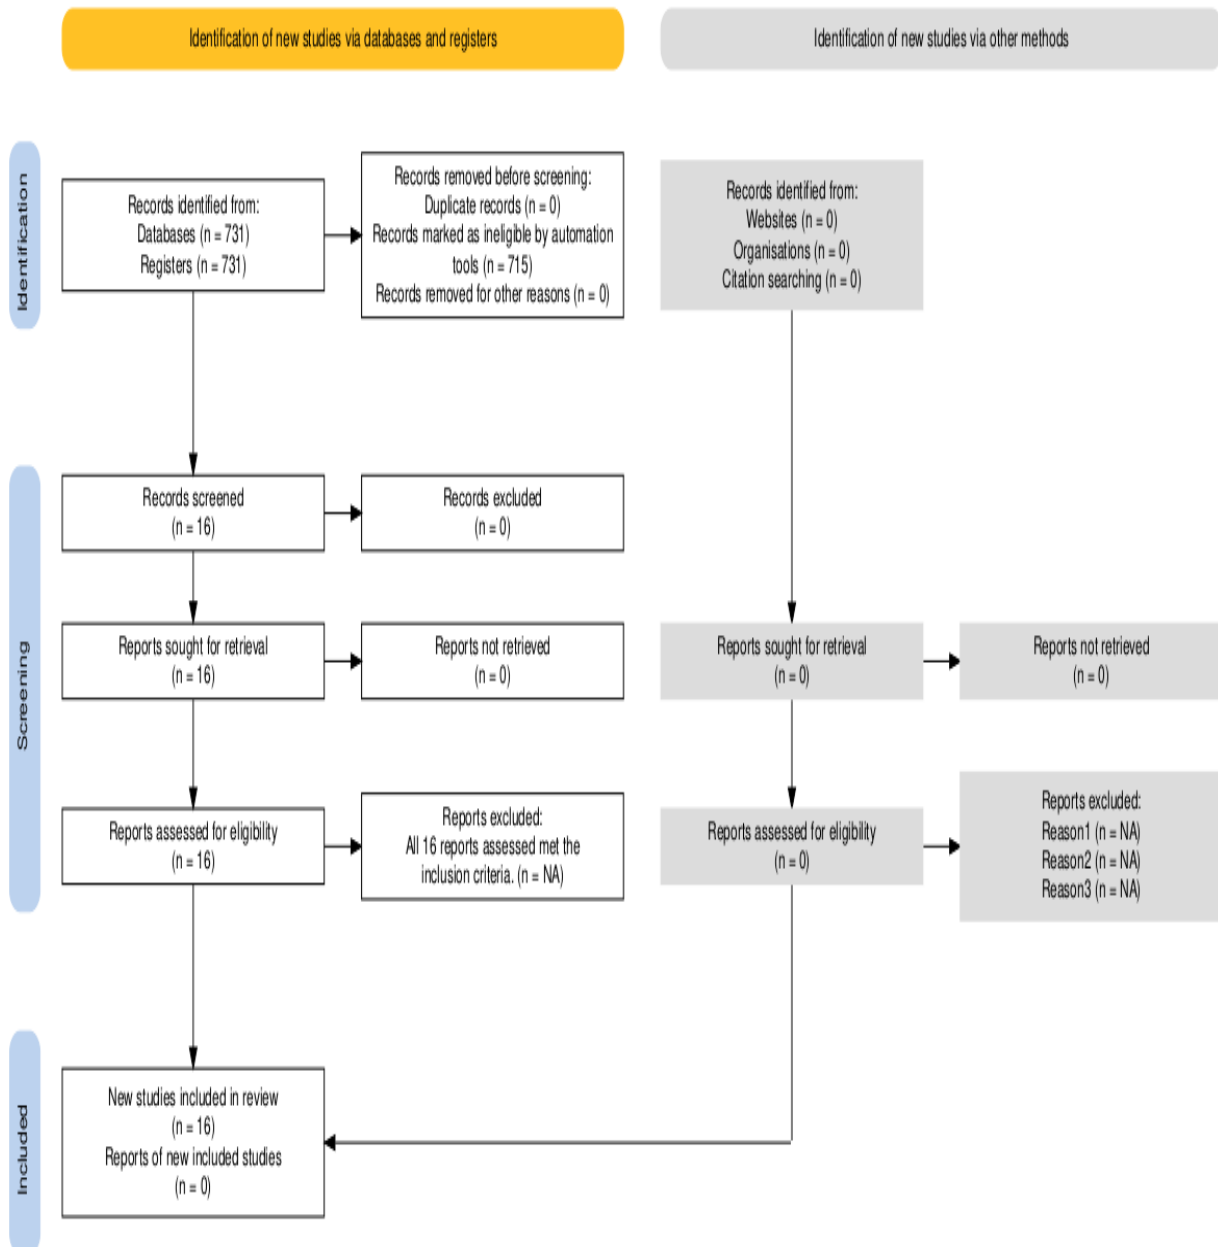 Identification of new studies via databases and registers
Identification of new studies via other methods
Identification
Records identified from:
Databases (n = 731)
Registers (n = 731)
Records removed before screening:
Duplicate records (n = 0)
Records marked as ineligible by automation
tools (n = 715)
Records removed for other reasons (n = 0)
Records identified from:
Websites (n = 0)
Organisations (n = 0)
Citation searching (n = 0)
Screening
Records screened
(n = 16)
Records excluded
(n = 0)
Reports sought for retrieval
(n = 16)
Reports not retrieved
(n = 0)
Reports sought for retrieval
(n = 0)
Reports not retrieved
(n = 0)
Reports assessed for eligibility
(n = 16)
Reports excluded:
All 16 reports assessed met the
inclusion criteria. (n = NA)
Reports assessed for eligibility
(n = 0)
Reports excluded:
Reason1 (n = NA)
Reason2 (n = NA)
Reason3 (n = NA)
Included
New studies included in review
(n = 16)
Reports of new included studies
(n = 0)